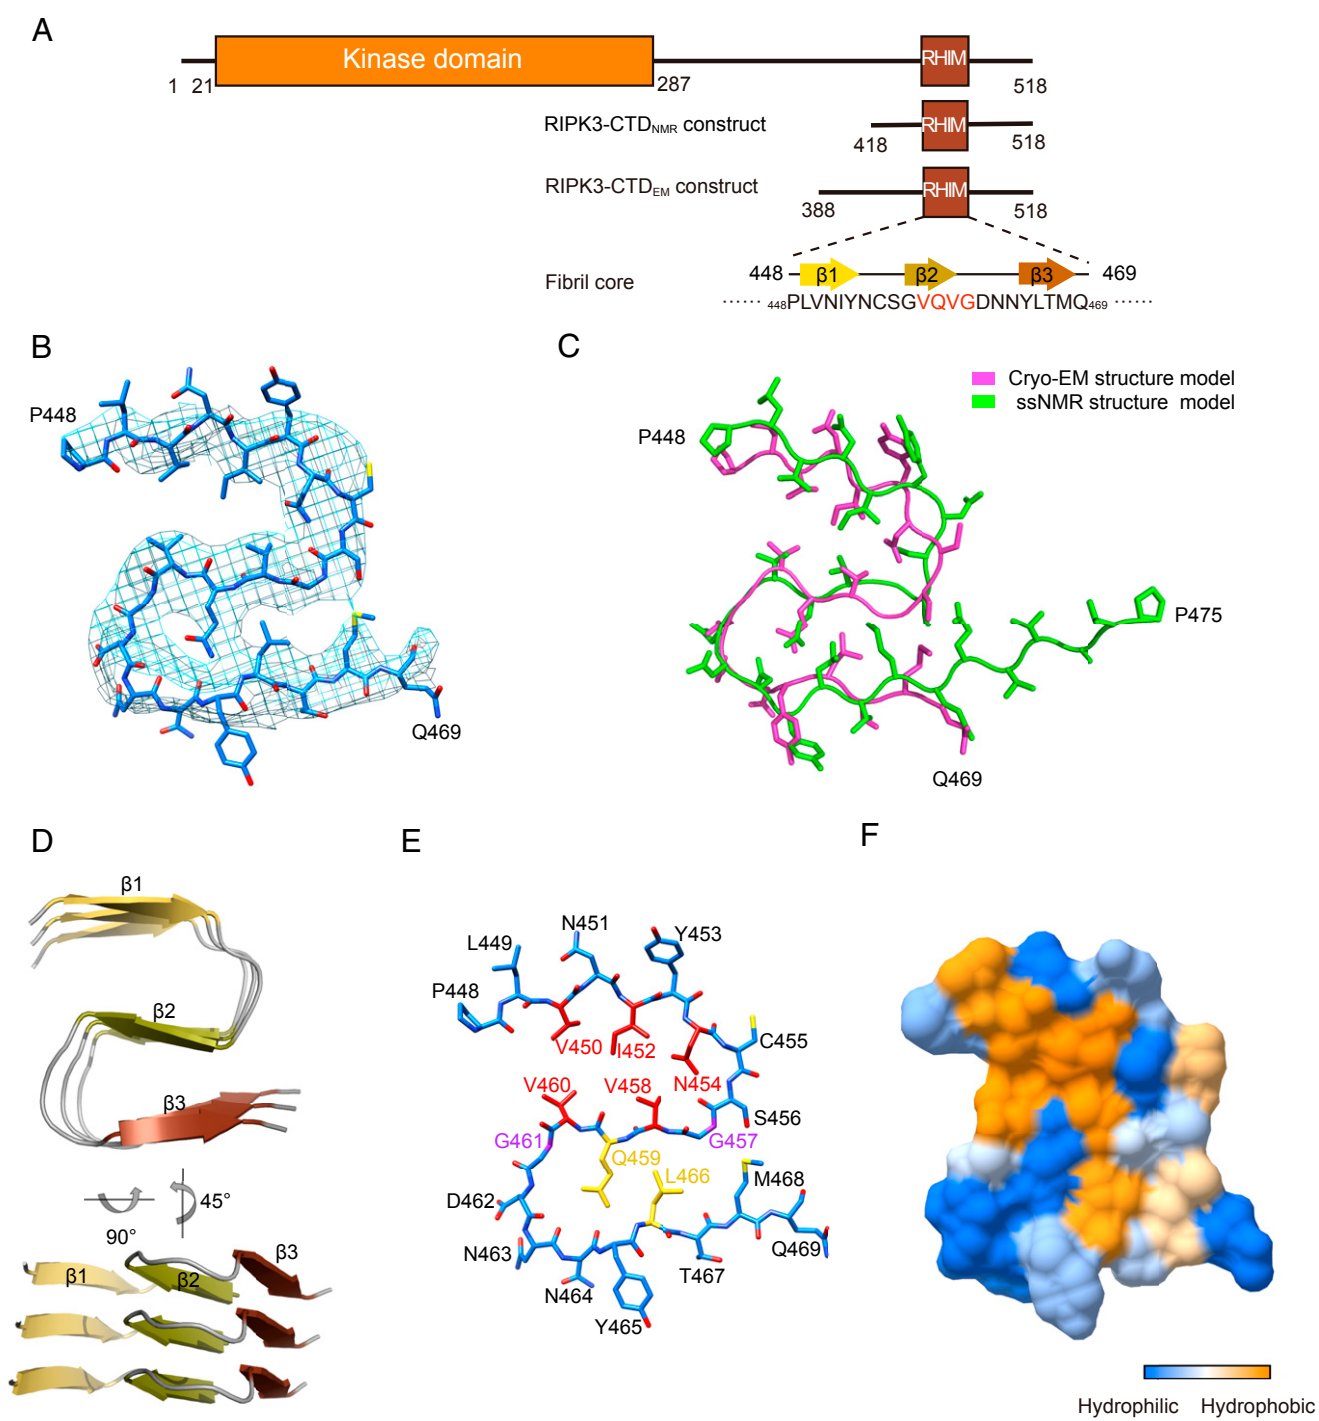 A
Kinase domain
RHIM
1 21 287 518
RIPK3-CTDNMR construct
RHIM
418 518
RIPK3-CTDEM construct
RHIM
388 518
Fibril core
448 β1 β2 β3 469
······ 448PLVNIYNCSGVQVGDNNYLTMQ469 ······
B
P448
Q469
C
Cryo-EM structure model
ssNMR structure model
P448
P475
Q469
D
β1
β2
β3
45°
90°
β1 β2 β3
E
N451
Y453
L449
P448
V450 I452
C455
N454
V460 V458
S456
G461 G457
Q459
L466
M468
D462
N463
Q469
T467
N464
Y465
F
Hydrophilic Hydrophobic